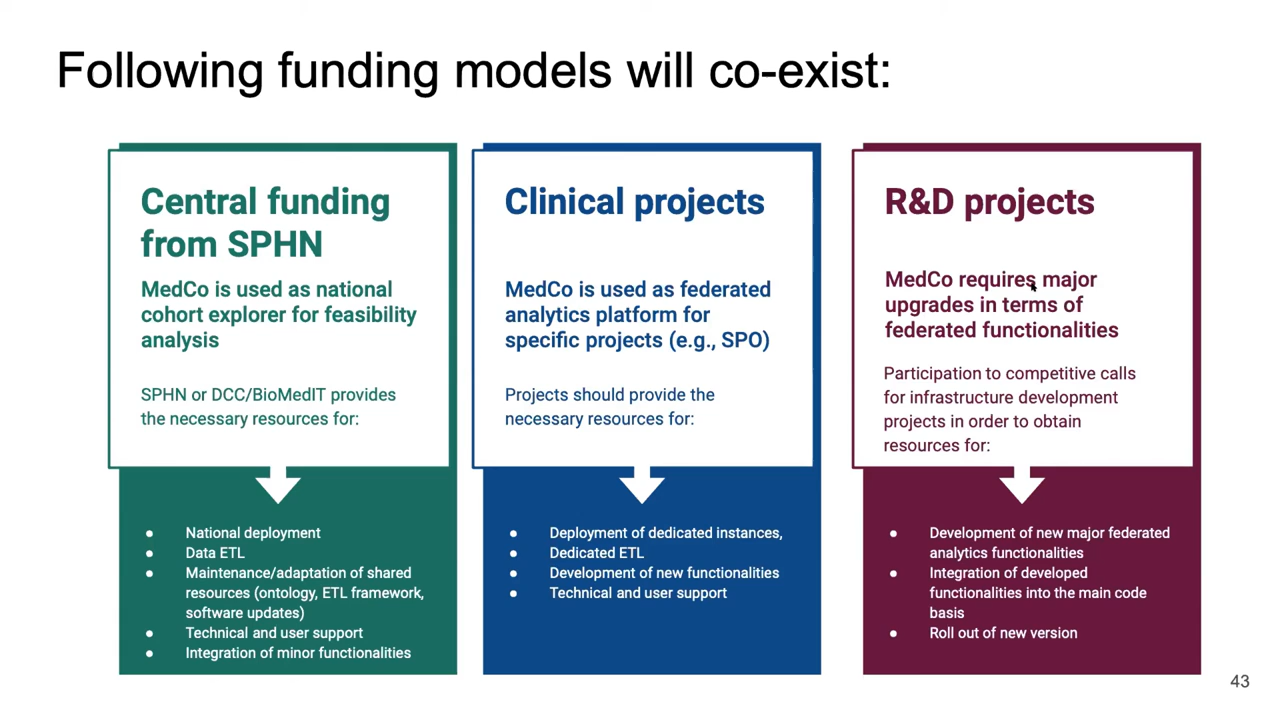 Following funding models will co-exist:
Central funding
from SPHN
MedCo is used as national
cohort explorer for feasibility
analysis
SPHN or DCC/BioMedIT provides
the necessary resources for:
● National deployment
● Data ETL
● Maintenance/adaptation of shared
resources (ontology, ETL framework,
software updates)
● Technical and user support
● Integration of minor functionalities
Clinical projects
MedCo is used as federated
analytics platform for
specific projects (e.g., SPO)
Projects should provide the
necessary resources for:
● Deployment of dedicated instances,
● Dedicated ETL
● Development of new functionalities
● Technical and user support
R&D projects
MedCo requires major
upgrades in terms of
federated functionalities
Participation to competitive calls
for infrastructure development
projects in order to obtain
resources for:
● Development of new major federated
analytics functionalities
● Integration of developed
functionalities into the main code
basis
● Roll out of new version
43